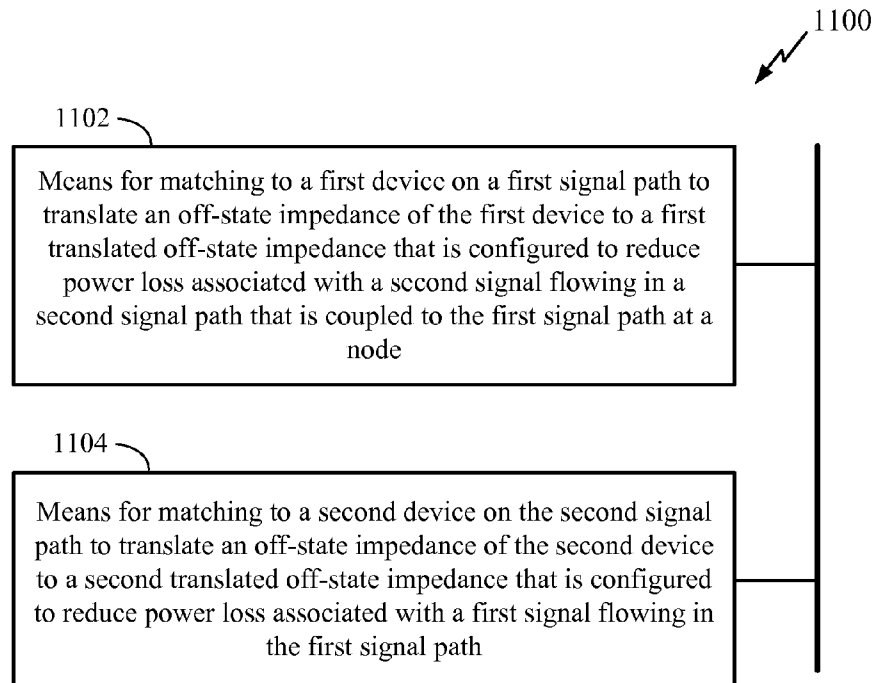 1100
1102
Means for matching to a first device on a first signal path to
translate an off-state impedance of the first device to a first
translated off-state impedance that is configured to reduce
power loss associated with a second signal flowing in a
second signal path that is coupled to the first signal path at a
node
1104
Means for matching to a second device on the second signal
path to translate an off-state impedance of the second device
to a second translated off-state impedance that is configured
to reduce power loss associated with a first signal flowing in
the first signal path